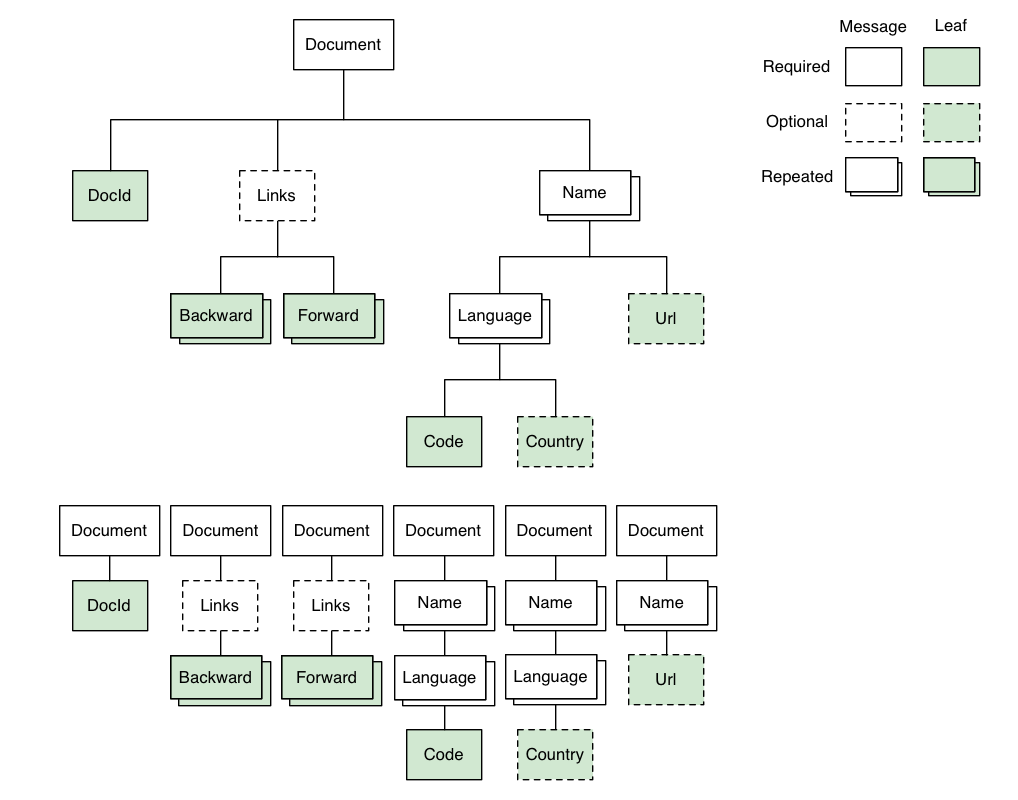 Message Leaf
Document
Required
Optional
Repeated
DocId Links Name
Backward Forward Language Url
Code Country
Document Document Document Document Document Document
DocId Links Links Name Name Name
Backward Forward Language Language Url
Code Country